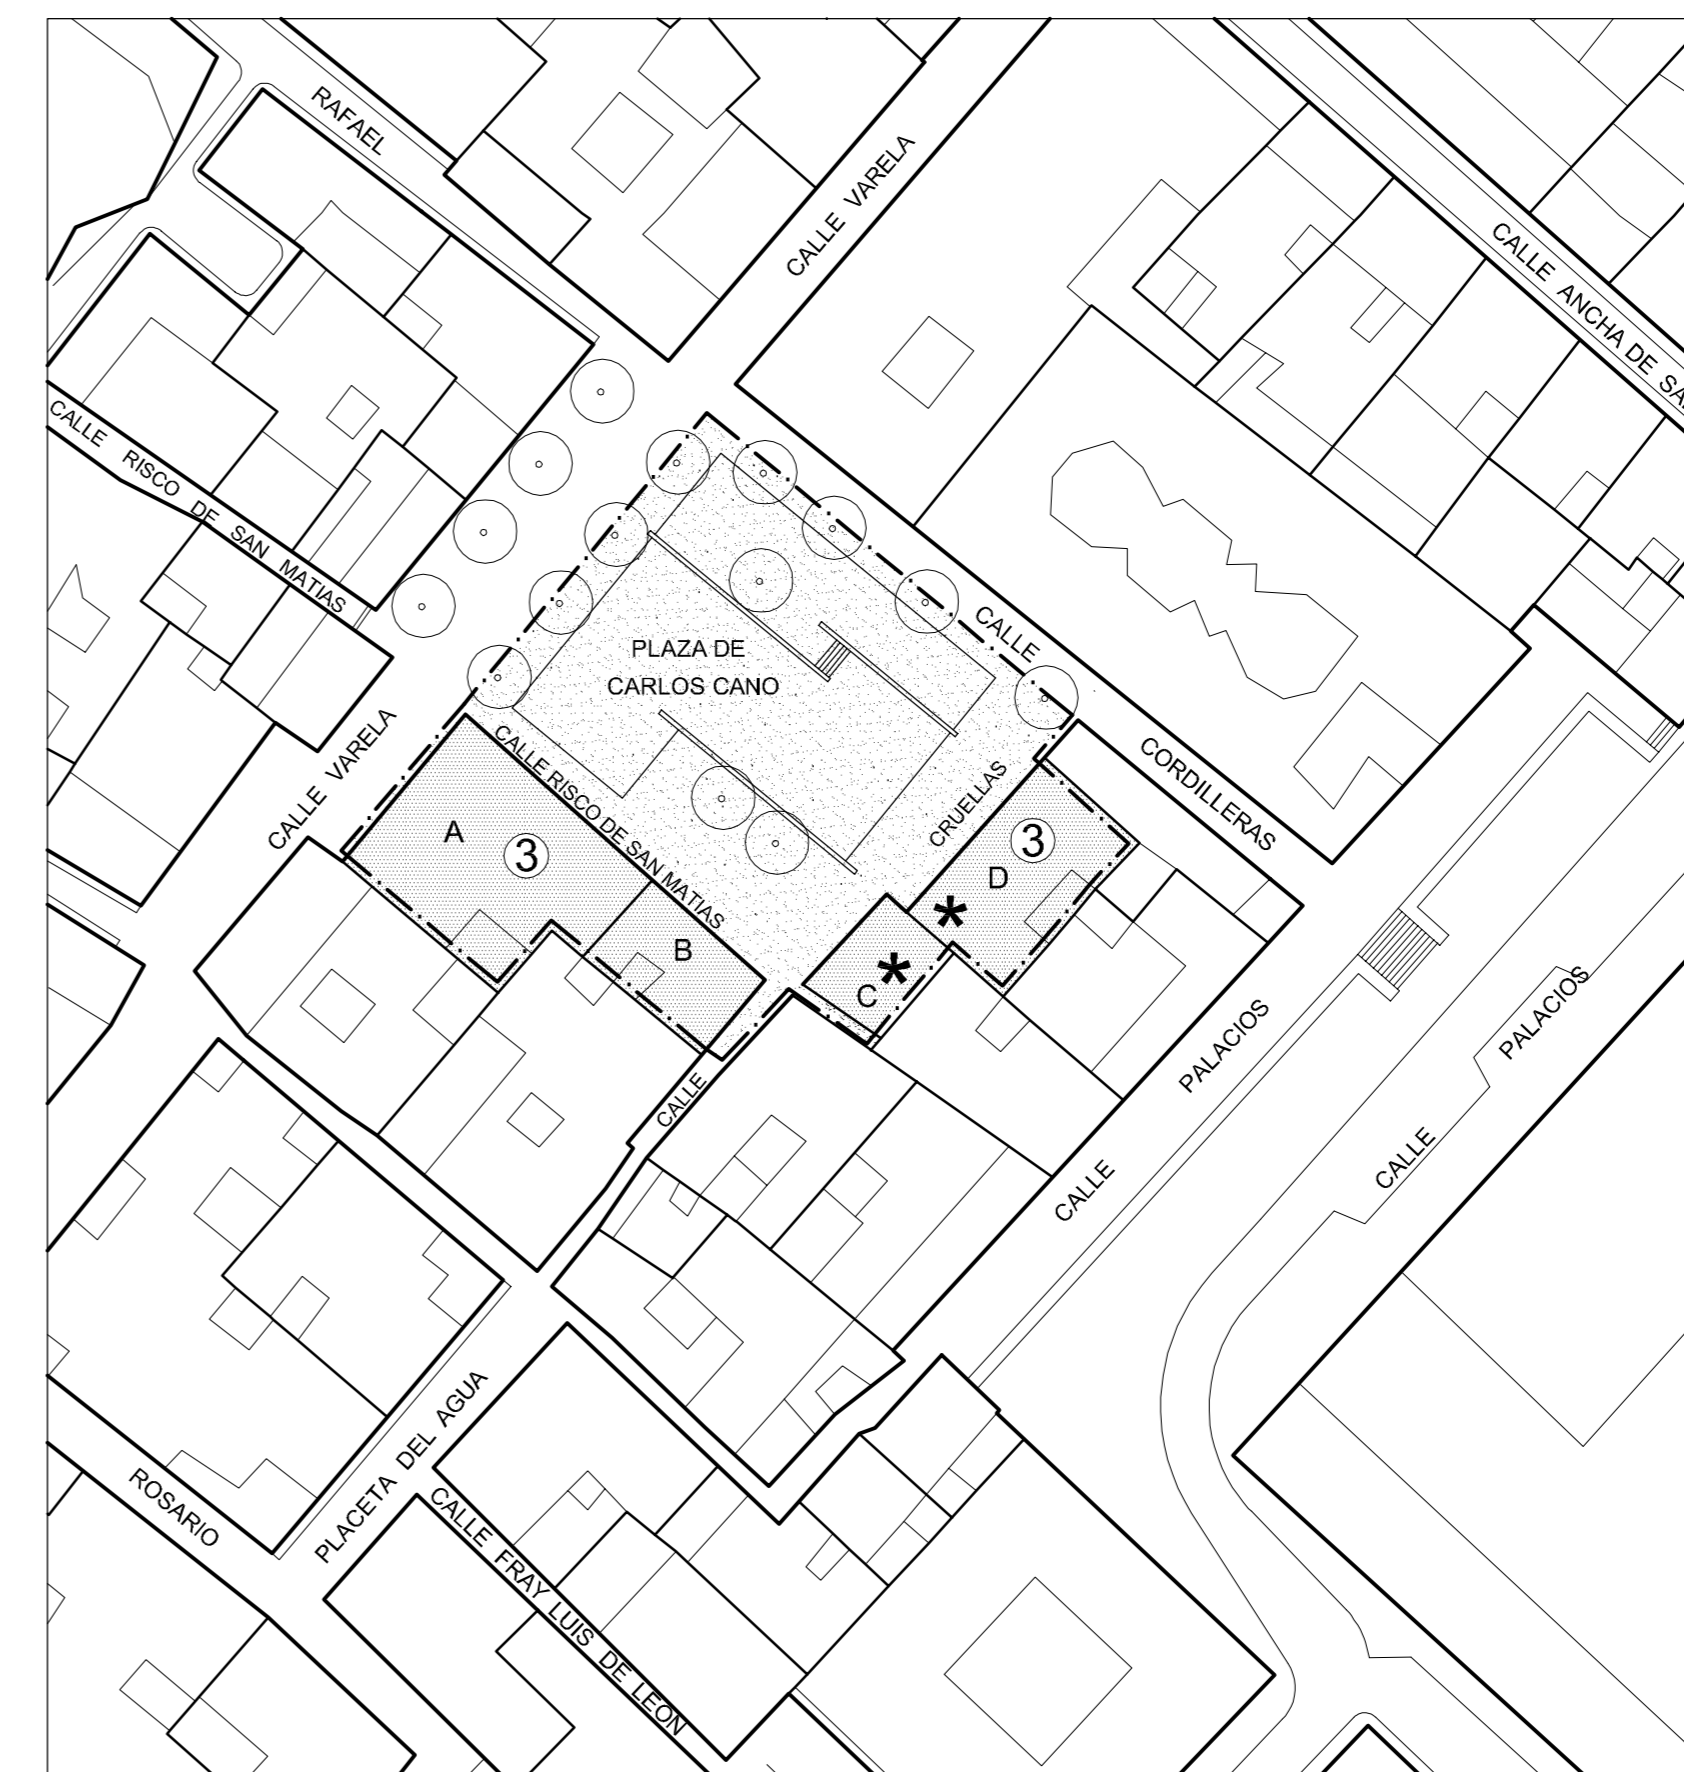 RAFAEL
CALLE VARELA
CALLE ANCHA DE SA
CALLE RISCO DE SAN MATIAS
PLAZA DE
CARLOS CANO
CALLE
CORDILLERAS
CALLE VARELA
CALLE RISCO DE SAN MATIAS
CRUELLAS
A
3
3
D
*
B
*
C
CALLE
PALACIOS
CALLE
PALACIOS
CALLE
PLACETA DEL AGUA
ROSARIO
CALLE FRAY LUIS DE LEON